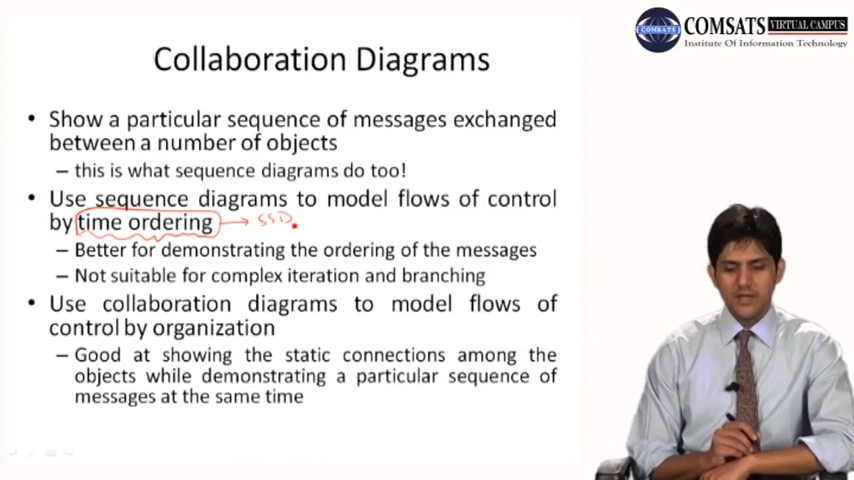 COMSATS VIRTUAL CAMPUS
COMSATS
Institute Of Information Technology
Collaboration Diagrams
• Show a particular sequence of messages exchanged
between a number of objects
– this is what sequence diagrams do too!
• Use sequence diagrams to model flows of control
by time ordering → SSD
– Better for demonstrating the ordering of the messages
– Not suitable for complex iteration and branching
• Use collaboration diagrams to model flows of
control by organization
– Good at showing the static connections among the
objects while demonstrating a particular sequence of
messages at the same time